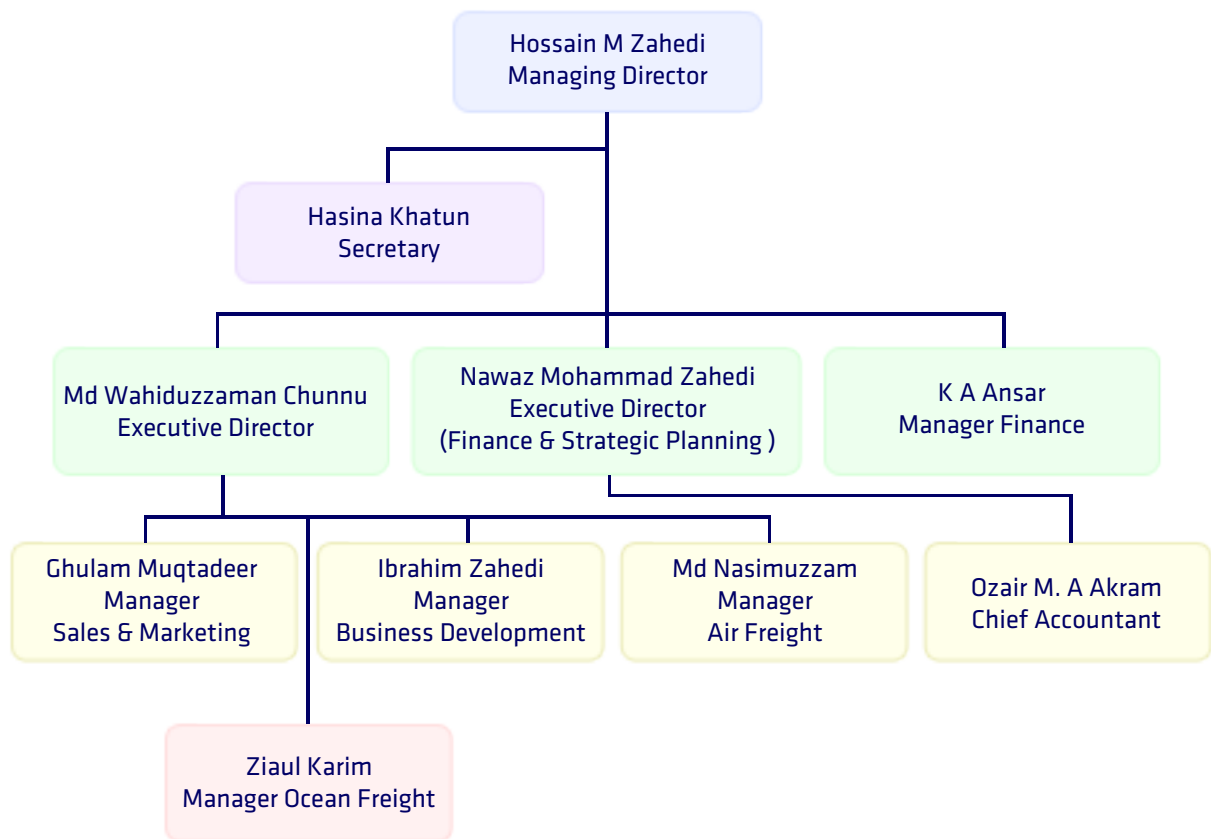 Hossain M Zahedi
Managing Director
Hasina Khatun
Secretary
Md Wahiduzzaman Chunnu
Executive Director
Nawaz Mohammad Zahedi
Executive Director
(Finance & Strategic Planning )
K A Ansar
Manager Finance
Ghulam Muqtadeer
Manager
Sales & Marketing
Ibrahim Zahedi
Manager
Business Development
Md Nasimuzzam
Manager
Air Freight
Ozair M. A Akram
Chief Accountant
Ziaul Karim
Manager Ocean Freight